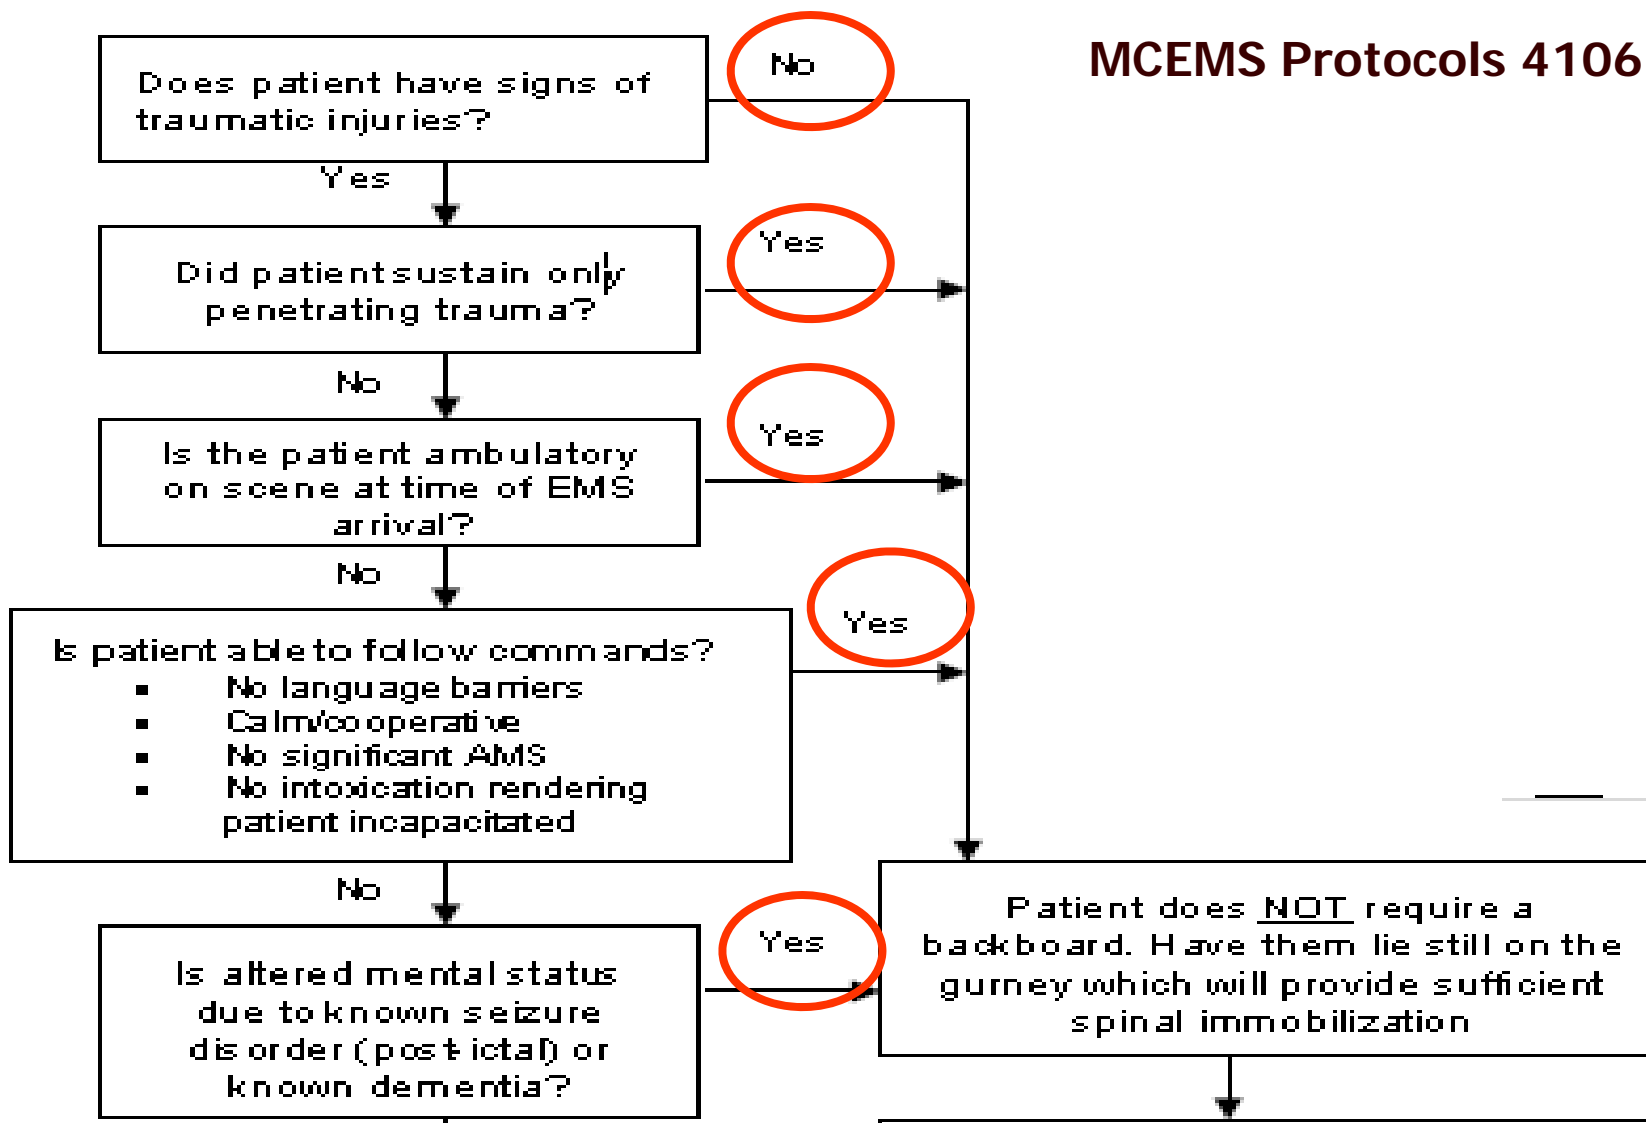 MCEMS Protocols 4106
Does patient have signs of
traumatic injuries?
No
Yes
Did patient sustain only
penetrating trauma?
Yes
No
Is the patient ambulatory
on scene at time of EMS
arrival?
Yes
No
Is patient able to follow commands?
▪ No language barriers
▪ Calm/cooperative
▪ No significant AMS
▪ No intoxication rendering
patient incapacitated
Yes
No
Is altered mental status
due to known seizure
disorder (post-ictal) or
known dementia?
Yes
Patient does NOT require a
backboard. Have them lie still on the
gurney which will provide sufficient
spinal immobilization